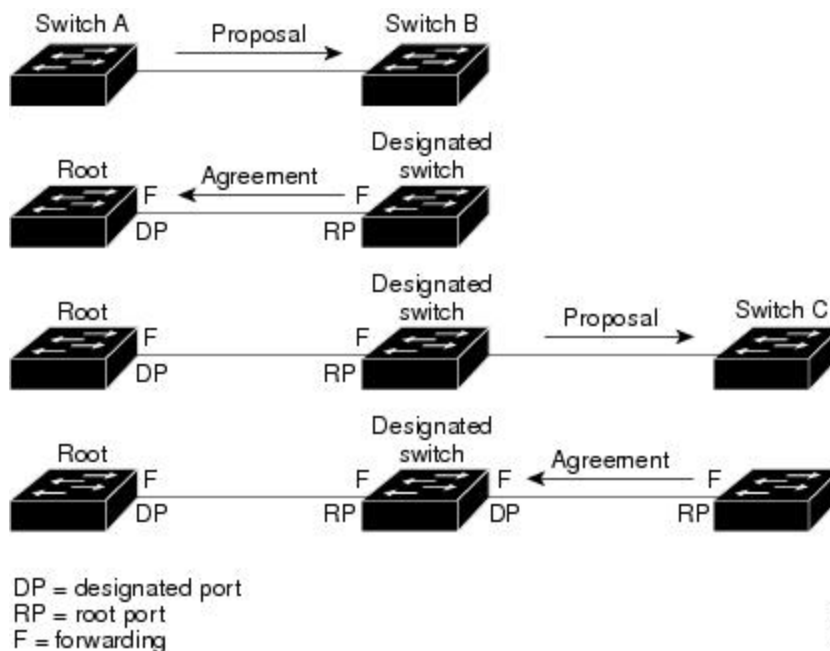 Switch A
Proposal
Switch B
Root
F
Agreement
F
Designated
switch
DP
RP
Root
F
F
Designated
switch
Proposal
Switch C
DP
RP
Root
F
F
Designated
switch
F
Agreement
F
DP
RP
DP
RP
DP = designated port
RP = root port
F = forwarding